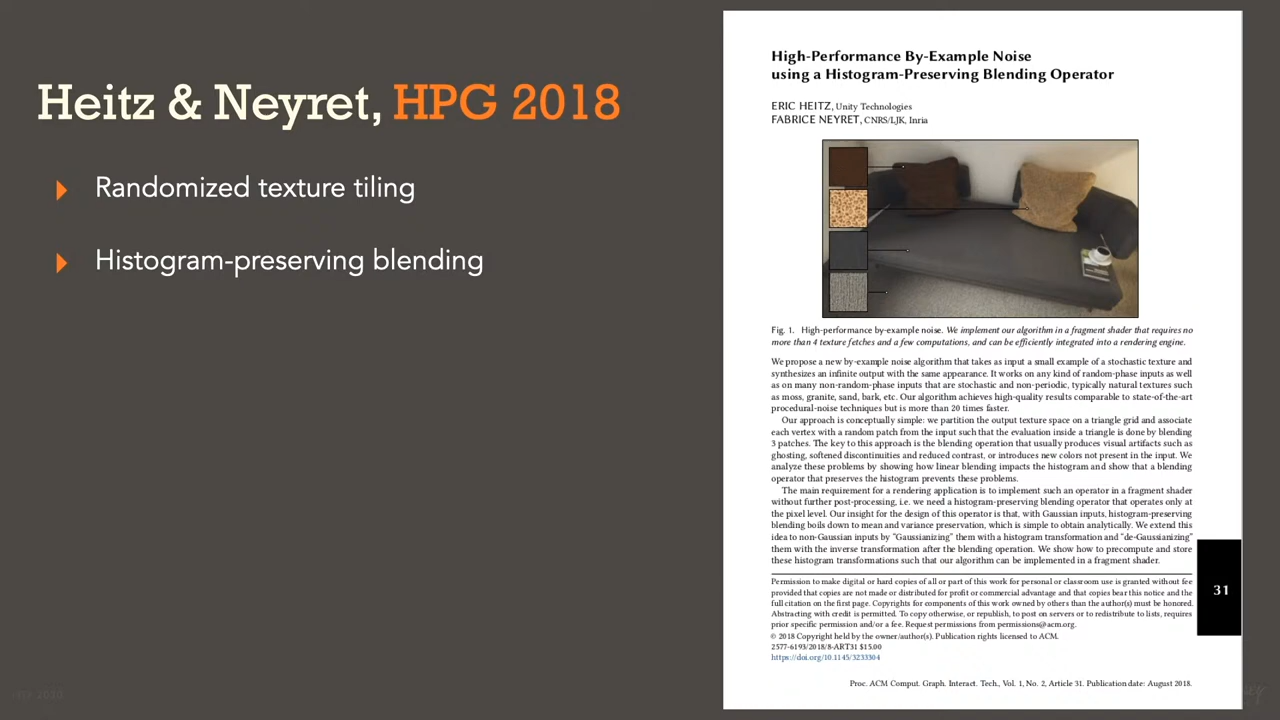 Heitz & Neyret, HPG 2018
Randomized texture tiling
Histogram-preserving blending
High-Performance By-Example Noise
using a Histogram-Preserving Blending Operator
ERIC HEITZ, Unity Technologies
FABRICE NEYRET, CNRS/LJK, Inria
Fig. 1. High-performance by-example noise. We implement our algorithm in a fragment shader that requires no
more than 4 texture fetches and a few computations, and can be efficiently integrated into a rendering engine.
We propose a new by-example noise algorithm that takes as input a small example of a stochastic texture and
synthesizes an infinite output with the same appearance. It works on any kind of random-phase inputs as well
as on many non-random-phase inputs that are stochastic and non-periodic, typically natural textures such
as moss, granite, sand, bark, etc. Our algorithm achieves high-quality results comparable to state-of-the-art
procedural-noise techniques but is more than 20 times faster.
Our approach is conceptually simple: we partition the output texture space on a triangle grid and associate
each vertex with a random patch from the input such that the evaluation inside a triangle is done by blending
3 patches. The key to this approach is the blending operation that usually produces visual artifacts such as
ghosting, softened discontinuities and reduced contrast, or introduces new colors not present in the input. We
analyze these problems by showing how linear blending impacts the histogram and show that a blending
operator that preserves the histogram prevents these problems.
The main requirement for a rendering application is to implement such an operator in a fragment shader
without further post-processing, i.e. we need a histogram-preserving blending operator that operates only at
the pixel level. Our insight for the design of this operator is that, with Gaussian inputs, histogram-preserving
blending boils down to mean and variance preservation, which is simple to obtain analytically. We extend this
idea to non-Gaussian inputs by "Gaussianizing" them with a histogram transformation and "de-Gaussianizing"
them with the inverse transformation after the blending operation. We show how to precompute and store
these histogram transformations such that our algorithm can be implemented in a fragment shader.
31
Permission to make digital or hard copies of all or part of this work for personal or classroom use is granted without fee
provided that copies are not made or distributed for profit or commercial advantage and that copies bear this notice and the
full citation on the first page. Copyrights for components of this work owned by others than the author(s) must be honored.
Abstracting with credit is permitted. To copy otherwise, or republish, to post on servers or to redistribute to lists, requires
prior specific permission and/or a fee. Request permissions from permissions@acm.org.
© 2018 Copyright held by the owner/author(s). Publication rights licensed to ACM.
2577-6193/2018/8-ART31 $15.00
https://doi.org/10.1145/3233304
Proc. ACM Comput. Graph. Interact. Tech., Vol. 1, No. 2, Article 31. Publication date: August 2018.